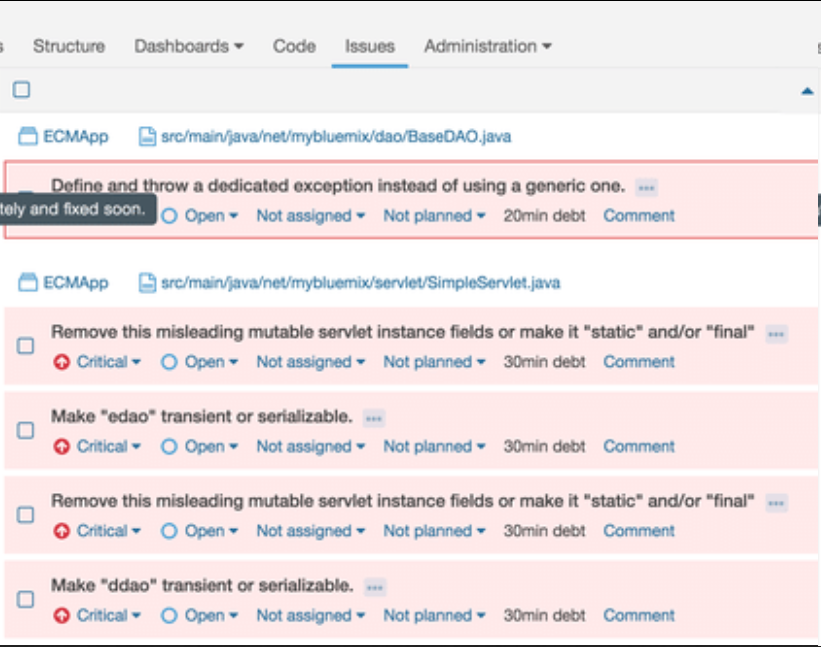 Structure Dashboards Code Issues Administration
ECMApp src/main/java/net/mybluemix/dao/BaseDAO.java
Define and throw a dedicated exception instead of using a generic one. ...
tely and fixed soon. Open Not assigned Not planned 20min debt Comment
ECMApp src/main/java/net/mybluemix/servlet/SimpleServlet.java
Remove this misleading mutable servlet instance fields or make it "static" and/or "final" ...
Critical Open Not assigned Not planned 30min debt Comment
Make "edao" transient or serializable. ...
Critical Open Not assigned Not planned 30min debt Comment
Remove this misleading mutable servlet instance fields or make it "static" and/or "final" ...
Critical Open Not assigned Not planned 30min debt Comment
Make "ddao" transient or serializable. ...
Critical Open Not assigned Not planned 30min debt Comment